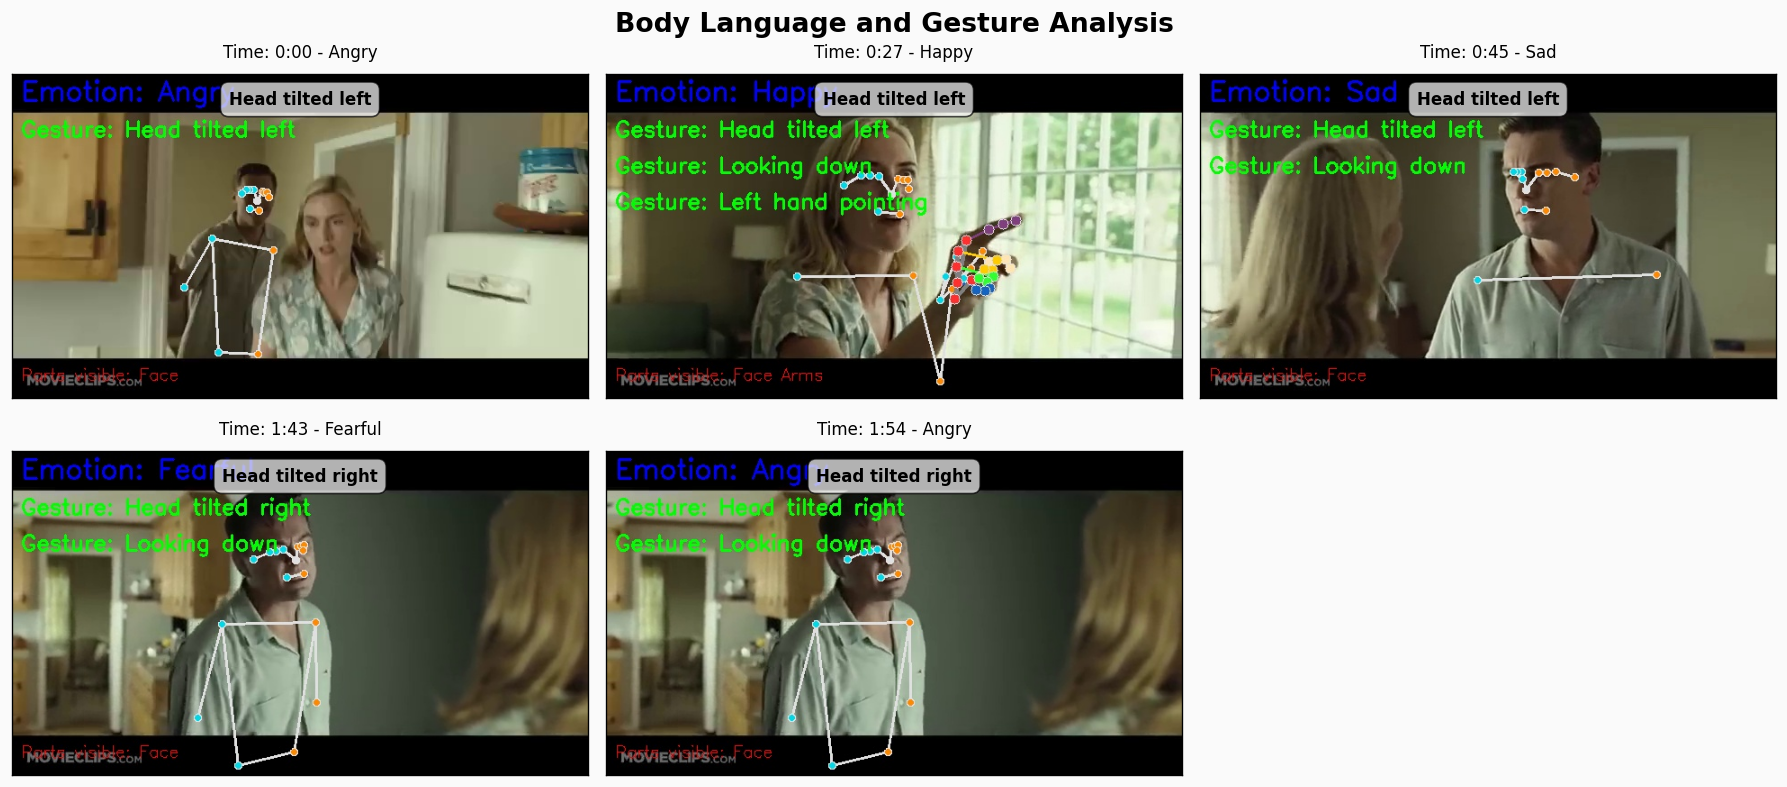 Body Language and Gesture Analysis
Time: 0:00 - Angry
Emotion: Angry
Head tilted left
Gesture: Head tilted left
Parts visible: Face
MOVIECLIPS.COM
Time: 0:27 - Happy
Emotion: Happy
Head tilted left
Gesture: Head tilted left
Gesture: Looking down
Gesture: Left hand pointing
Parts visible: Face Arms
MOVIECLIPS.COM
Time: 0:45 - Sad
Emotion: Sad
Head tilted left
Gesture: Head tilted left
Gesture: Looking down
Parts visible: Face
MOVIECLIPS.COM
Time: 1:43 - Fearful
Emotion: Fearful
Head tilted right
Gesture: Head tilted right
Gesture: Looking down
Parts visible: Face
MOVIECLIPS.COM
Time: 1:54 - Angry
Emotion: Angry
Head tilted right
Gesture: Head tilted right
Gesture: Looking down
Parts visible: Face
MOVIECLIPS.COM